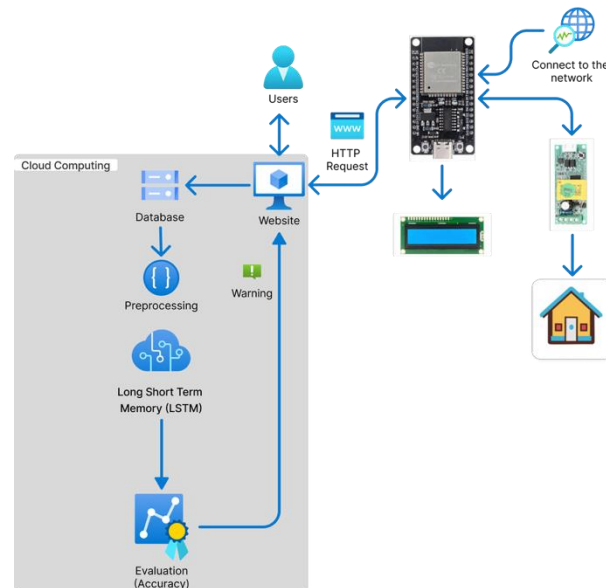 Connect to the
network
Users
WWW
HTTP
Request
Cloud Computing
Database
Website
Preprocessing
Warning
Long Short Term
Memory (LSTM)
Evaluation
(Accuracy)